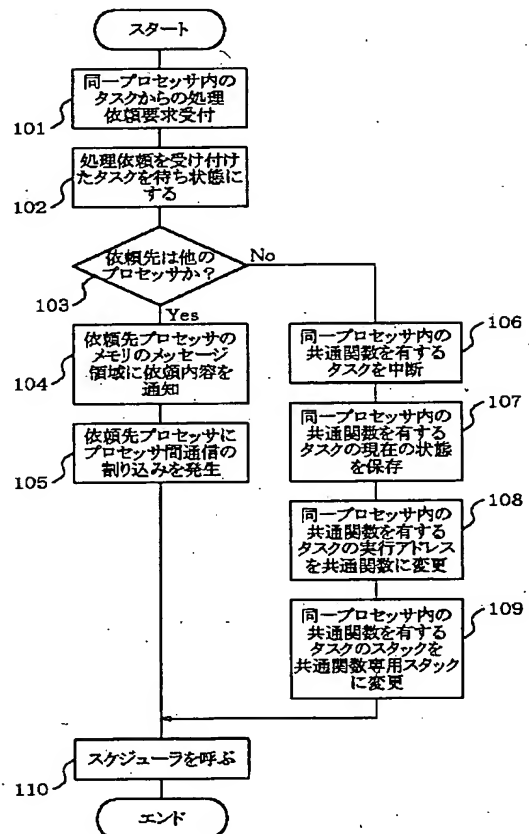 スタート
同一プロセッサ内の
タスクからの処理
依頼要求受付
101
処理依頼を受け付け
たタスクを待ち状態に
する
102
依頼先は他の
プロセッサか？
103
No
Yes
依頼先プロセッサの
メモリのメッセージ
領域に依頼内容を
通知
104
依頼先プロセッサに
プロセッサ間通信の
割り込みを発生
105
106
同一プロセッサ内の
共通関数を有する
タスクを中断
107
同一プロセッサ内の
共通関数を有する
タスクの現在の状態
を保存
108
同一プロセッサ内の
共通関数を有する
タスクの実行アドレス
を共通関数に変更
109
同一プロセッサ内の
共通関数を有する
タスクのスタックを
共通関数専用スタック
に変更
スケジューラを呼ぶ
110
エンド